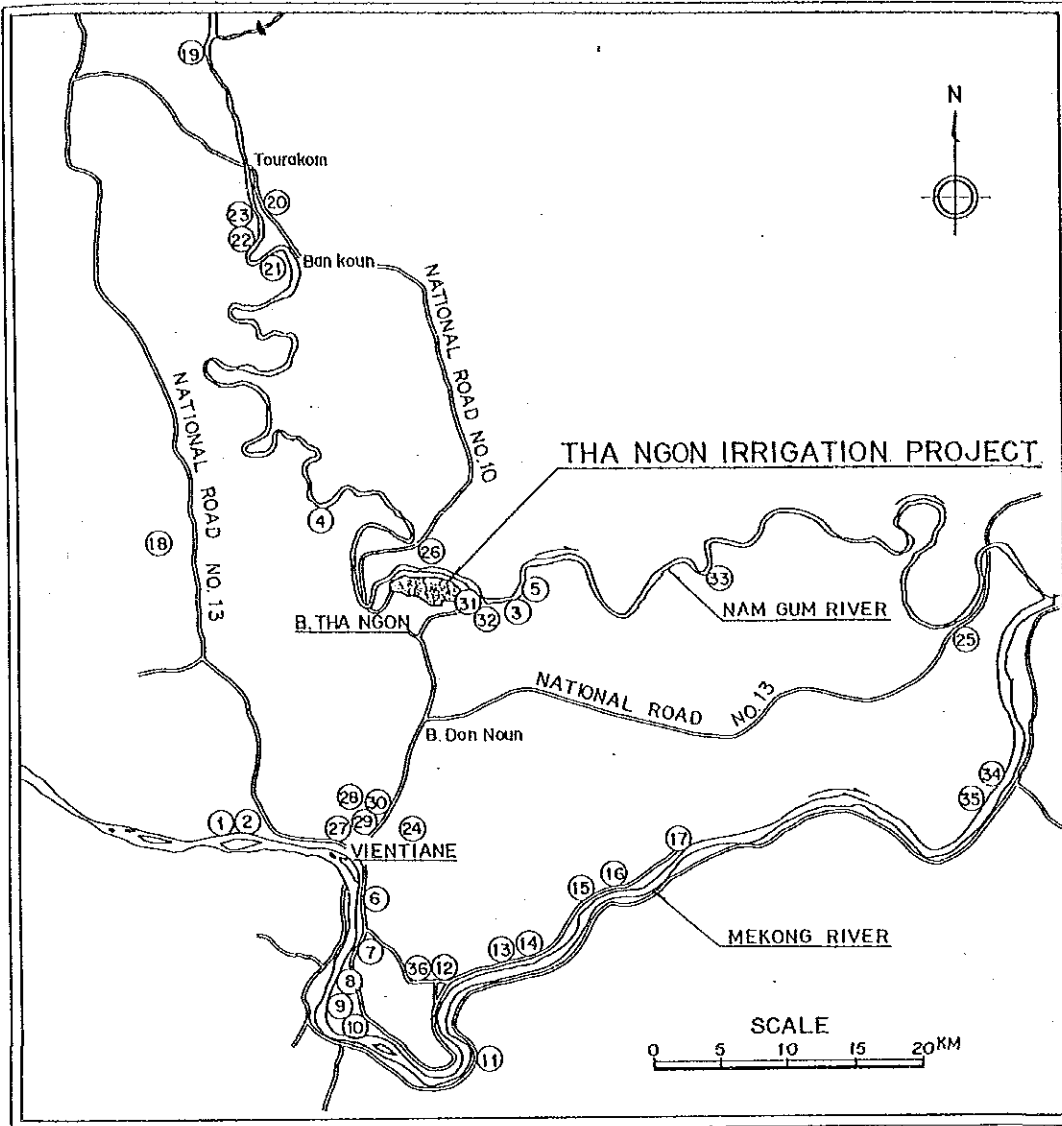 19
N
Tourakom
20
23
22
21
Ban koun
NATIONAL ROAD NO.10
NATIONAL ROAD NO. 13
THA NGON IRRIGATION PROJECT
4
18
26
5
33
31
32
3
B. THA NGON
NAM GUM RIVER
25
NATIONAL ROAD NO. 13
B. Don Noun
34
35
28
30
1
2
27
29
24
VIENTIANE
17
16
15
6
7
13
14
MEKONG RIVER
36
12
8
9
10
11
SCALE
0 5 10 15 20 KM